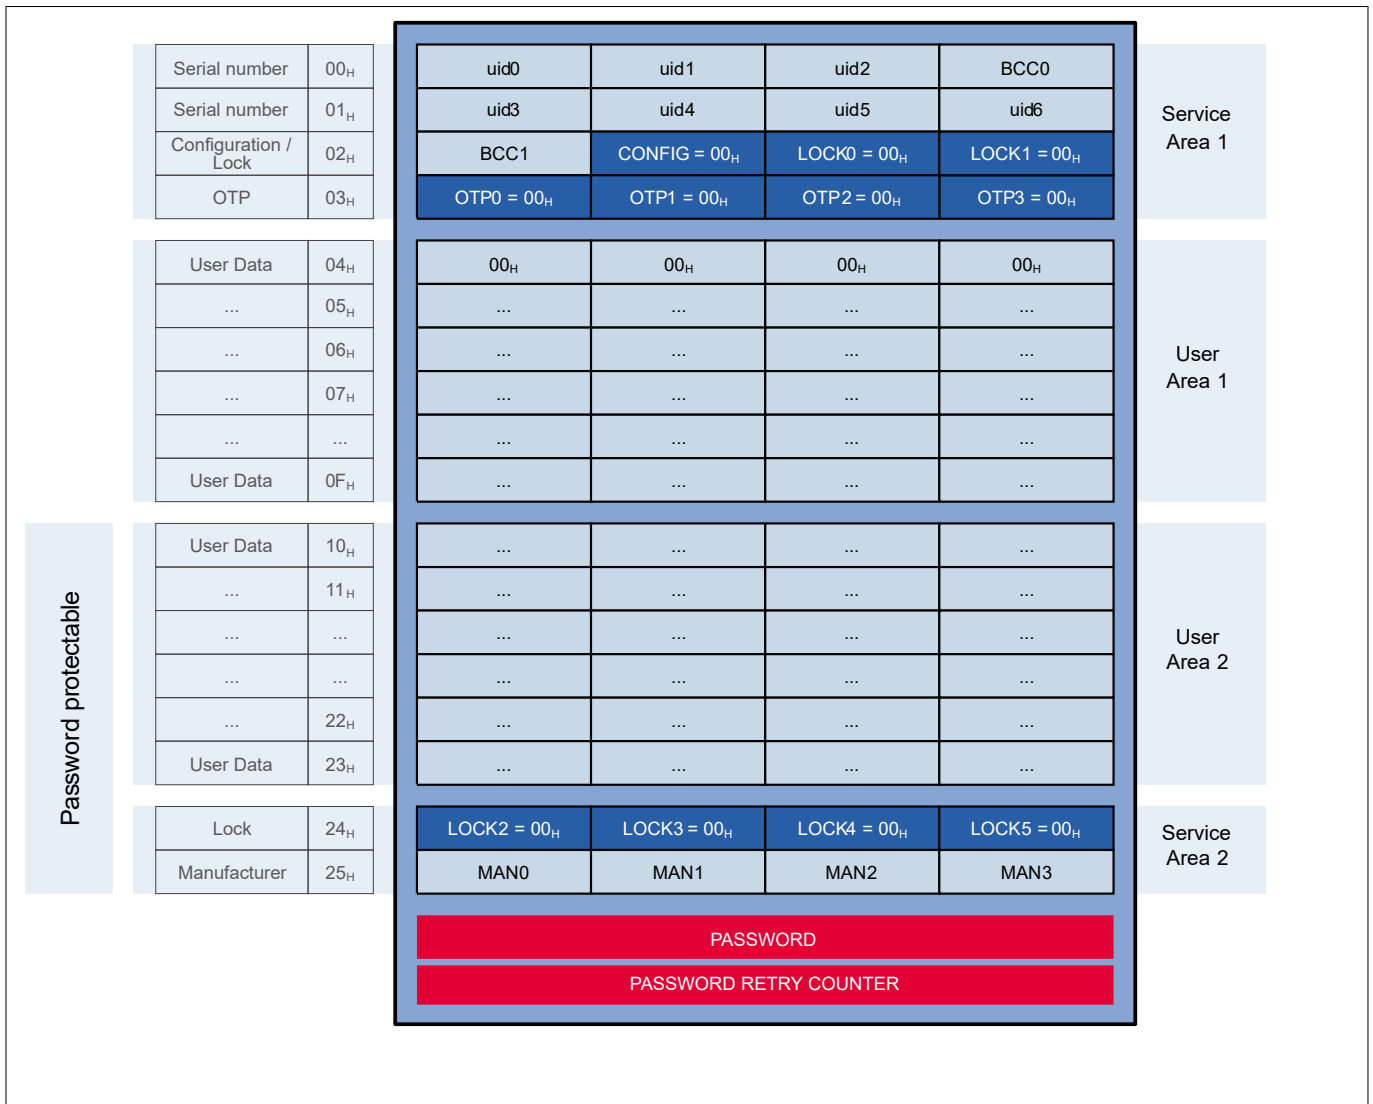 Serial number 00H uid0 uid1 uid2 BCC0
Serial number 01H uid3 uid4 uid5 uid6
Service
Area 1
Configuration /
Lock 02H BCC1 CONFIG = 00H LOCK0 = 00H LOCK1 = 00H
OTP 03H OTP0 = 00H OTP1 = 00H OTP2 = 00H OTP3 = 00H
User Data 04H 00H 00H 00H 00H
... 05H ... ... ... ...
... 06H ... ... ... ...
User
Area 1
... 07H ... ... ... ...
... ... ... ... ... ...
User Data 0FH ... ... ... ...
Password protectable
User Data 10H ... ... ... ...
... 11H ... ... ... ...
... ... ... ... ... ...
User
Area 2
... ... ... ... ... ...
... 22H ... ... ... ...
User Data 23H ... ... ... ...
Lock 24H LOCK2 = 00H LOCK3 = 00H LOCK4 = 00H LOCK5 = 00H
Service
Area 2
Manufacturer 25H MAN0 MAN1 MAN2 MAN3
PASSWORD
PASSWORD RETRY COUNTER